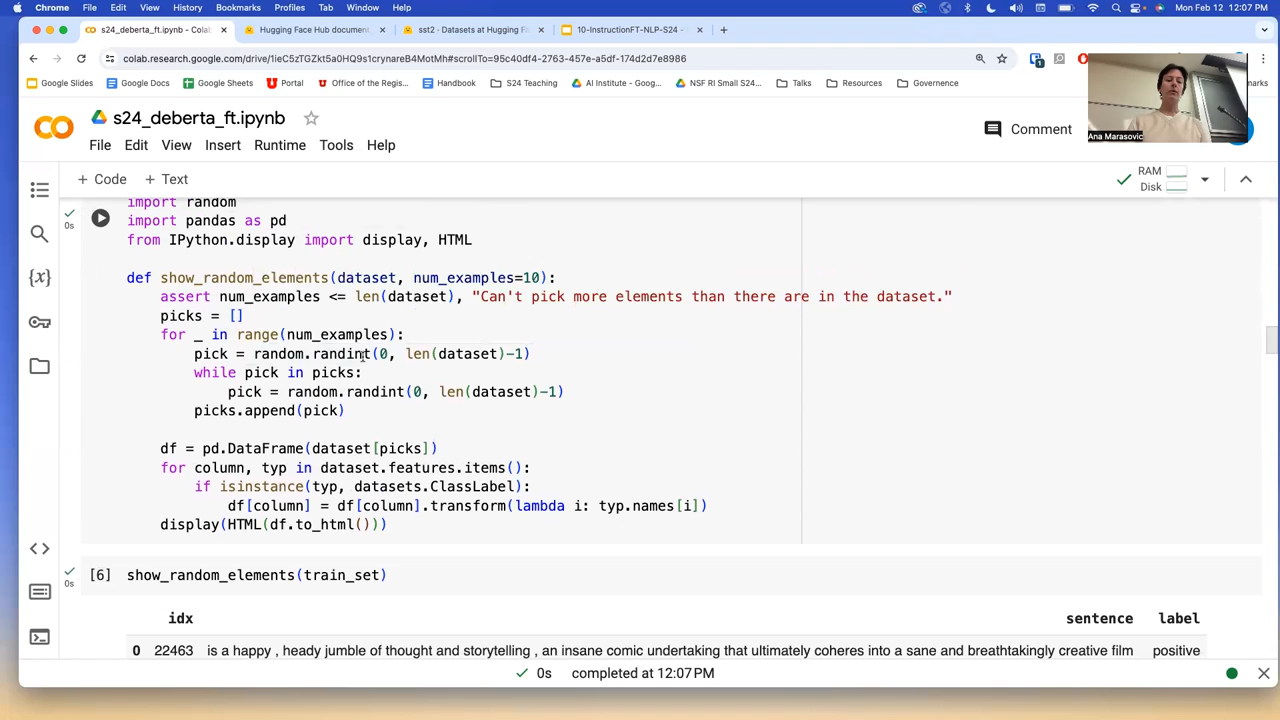 Chrome File Edit View History Bookmarks Profiles Tab Window Help
Mon Feb 12 12:07 PM
s24_deberta_ft.ipynb - Colab
Hugging Face Hub document
sst2 · Datasets at Hugging Fa
10-InstructionFT-NLP-S24 -
colab.research.google.com/drive/1ieC5zTGZkt5a0HQ9s1crynareB4MotMh#scrollTo=95c40df4-2763-457e-a5df-174d2d7e8986
Google Slides Google Docs Google Sheets Portal Office of the Regis... Handbook S24 Teaching AI Institute - Goog... NSF RI Small S24... Talks Resources Governence
Ana Marasovic
s24_deberta_ft.ipynb
File Edit View Insert Runtime Tools Help
Comment
+ Code + Text
RAM
Disk
import random
import pandas as pd
from IPython.display import display, HTML
def show_random_elements(dataset, num_examples=10):
assert num_examples <= len(dataset), "Can't pick more elements than there are in the dataset."
picks = []
for _ in range(num_examples):
pick = random.randint(0, len(dataset)-1)
while pick in picks:
pick = random.randint(0, len(dataset)-1)
picks.append(pick)
df = pd.DataFrame(dataset[picks])
for column, typ in dataset.features.items():
if isinstance(typ, datasets.ClassLabel):
df[column] = df[column].transform(lambda i: typ.names[i])
display(HTML(df.to_html()))
0s
[6] show_random_elements(train_set)
0s
idx sentence label
0 22463 is a happy , heady jumble of thought and storytelling , an insane comic undertaking that ultimately coheres into a sane and breathtakingly creative film positive
0s completed at 12:07PM